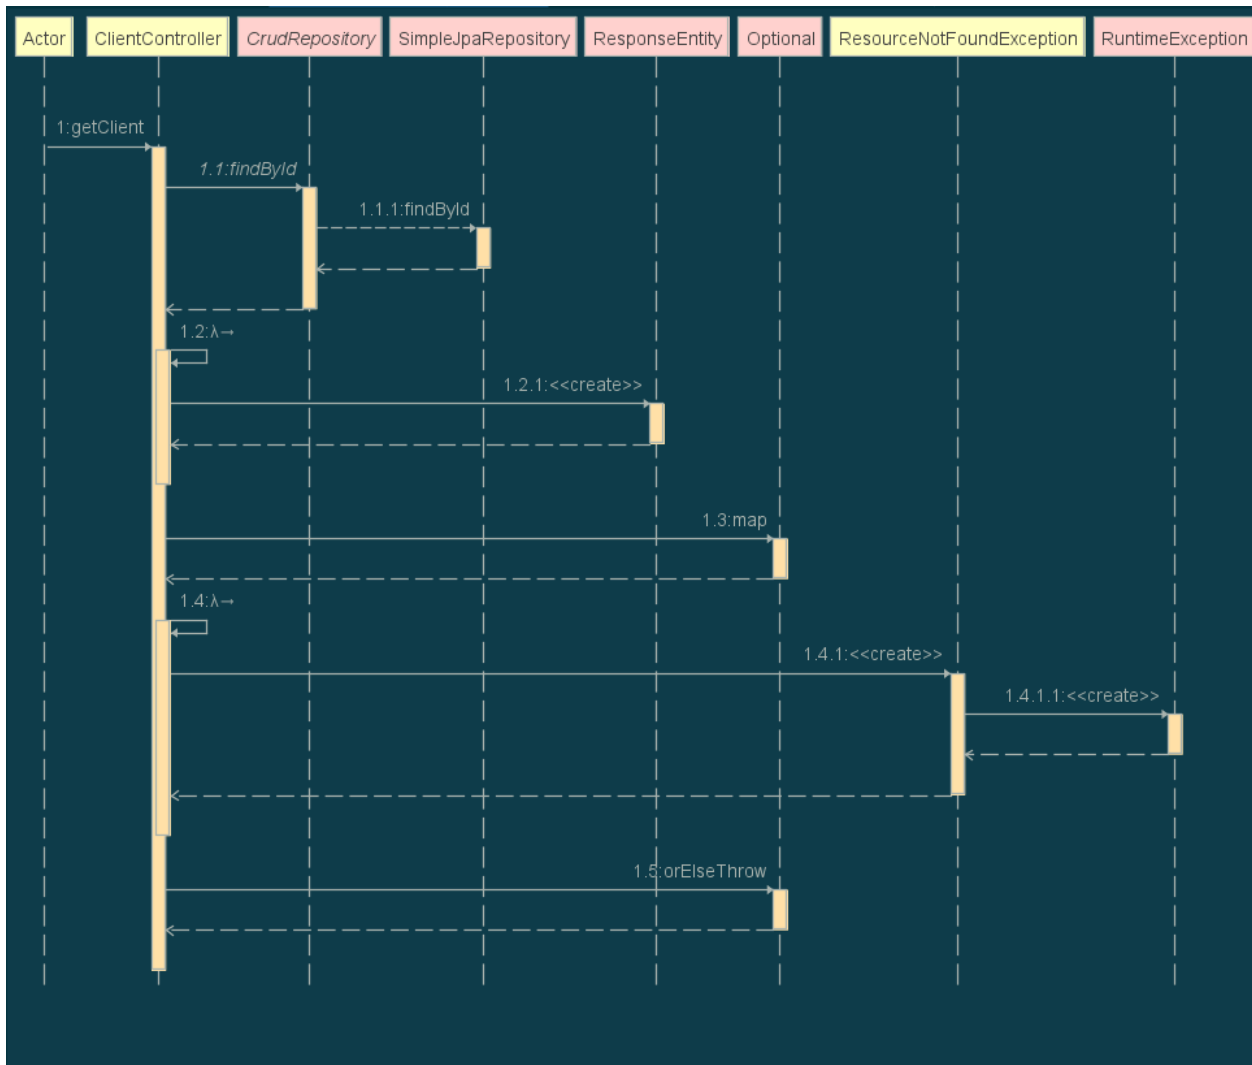 Actor
ClientController
CrudRepository
SimpleJpaRepository
ResponseEntity
Optional
ResourceNotFoundException
RuntimeException
1:getClient
1.1:findById
1.1.1:findById
1.2:λ→
1.2.1:<<create>>
1.3:map
1.4:λ→
1.4.1:<<create>>
1.4.1.1:<<create>>
1.5:orElseThrow